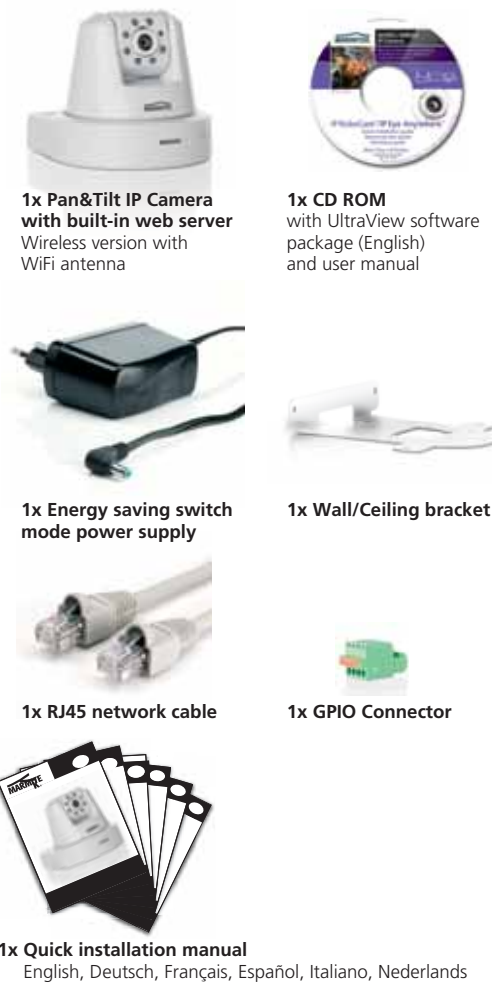 1x Pan&Tilt IP Camera
with built-in web server
Wireless version with
WiFi antenna
1x CD ROM
with UltraView software
package (English)
and user manual
1x Energy saving switch
mode power supply
1x Wall/Ceiling bracket
1x RJ45 network cable
1x GPIO Connector
MARMITEK
1x Quick installation manual
English, Deutsch, Français, Español, Italiano, Nederlands